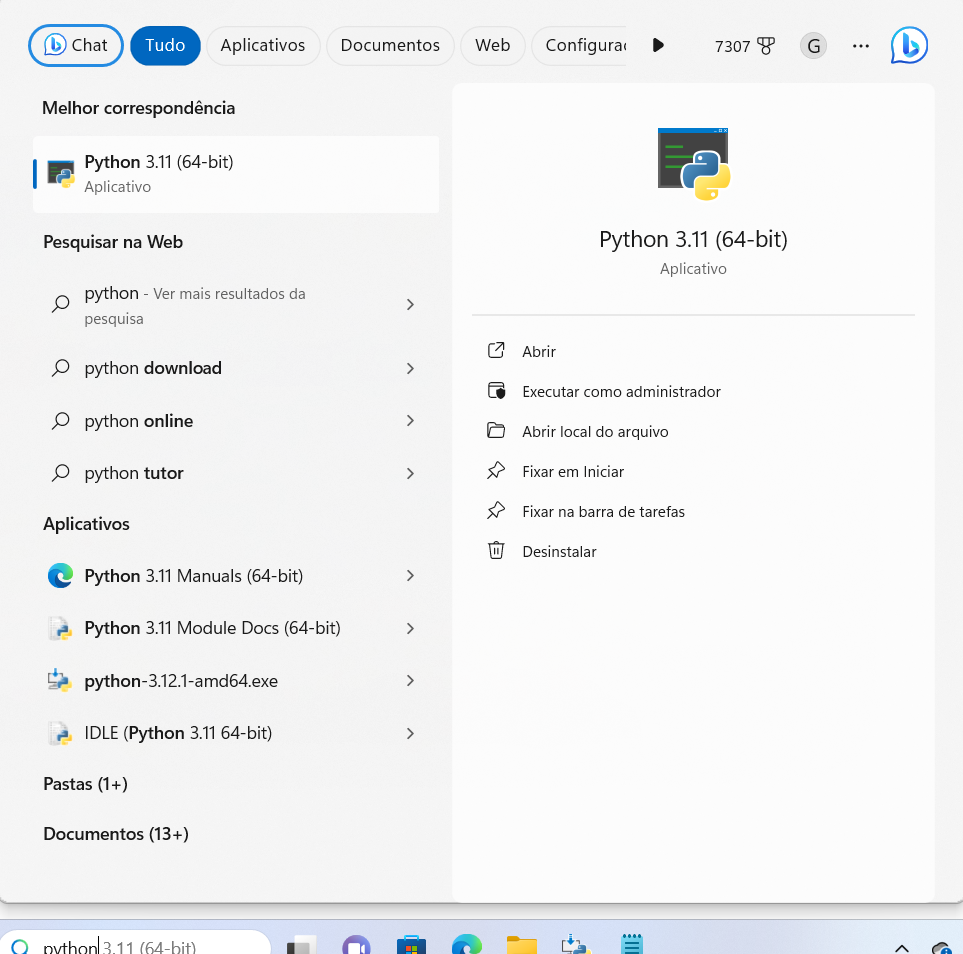 Chat Tudo Aplicativos Documentos Web Configurac 7307 G ...
Melhor correspondência
Python 3.11 (64-bit)
Aplicativo
Pesquisar na Web
python - Ver mais resultados da
pesquisa
python download
python online
python tutor
Aplicativos
Python 3.11 Manuals (64-bit)
Python 3.11 Module Docs (64-bit)
python-3.12.1-amd64.exe
IDLE (Python 3.11 64-bit)
Pastas (1+)
Documentos (13+)
Python 3.11 (64-bit)
Aplicativo
Abrir
Executar como administrador
Abrir local do arquivo
Fixar em Iniciar
Fixar na barra de tarefas
Desinstalar
python 3.11 (64-bit)